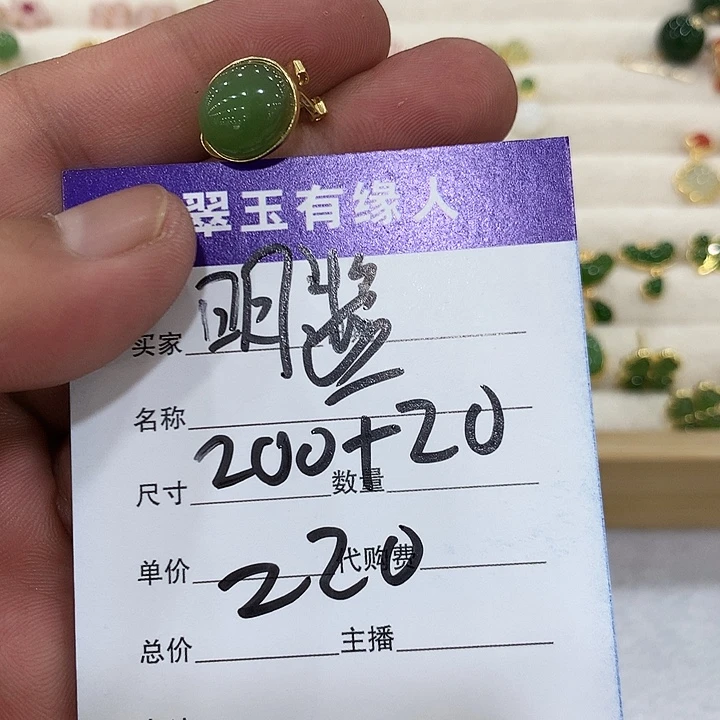 翠玉有缘人
买家
名称
200+20
尺寸 数量
单价 220 代购费
总价 主播